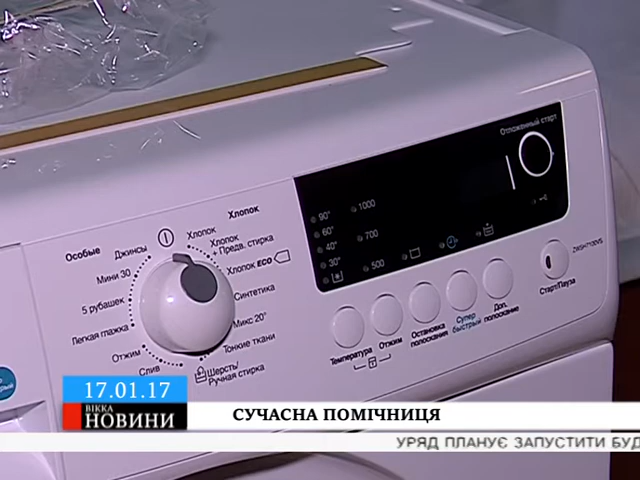 Отложенный старт
90° 1000
60°
40° 700
30°
500
ZWSH7100VS
Старт/Пауза
Хлопок
Особые
Хлопок
Джинсы
Хлопок
+ Предв. стирка
Мини 30
Хлопок ECO
5 рубашек
Синтетика
Легкая глажка
Микс 20°
Отжим
Тонкие ткани
Слив
Шерсть/
Ручная стирка
Температура
Отжим
Остановка
полоскания
Супер
быстрый
Доп.
полоскание
17.01.17
ВІККА
НОВИНИ
СУЧАСНА ПОМІЧНИЦЯ
УРЯД ПЛАНУЄ ЗАПУСТИТИ БУД